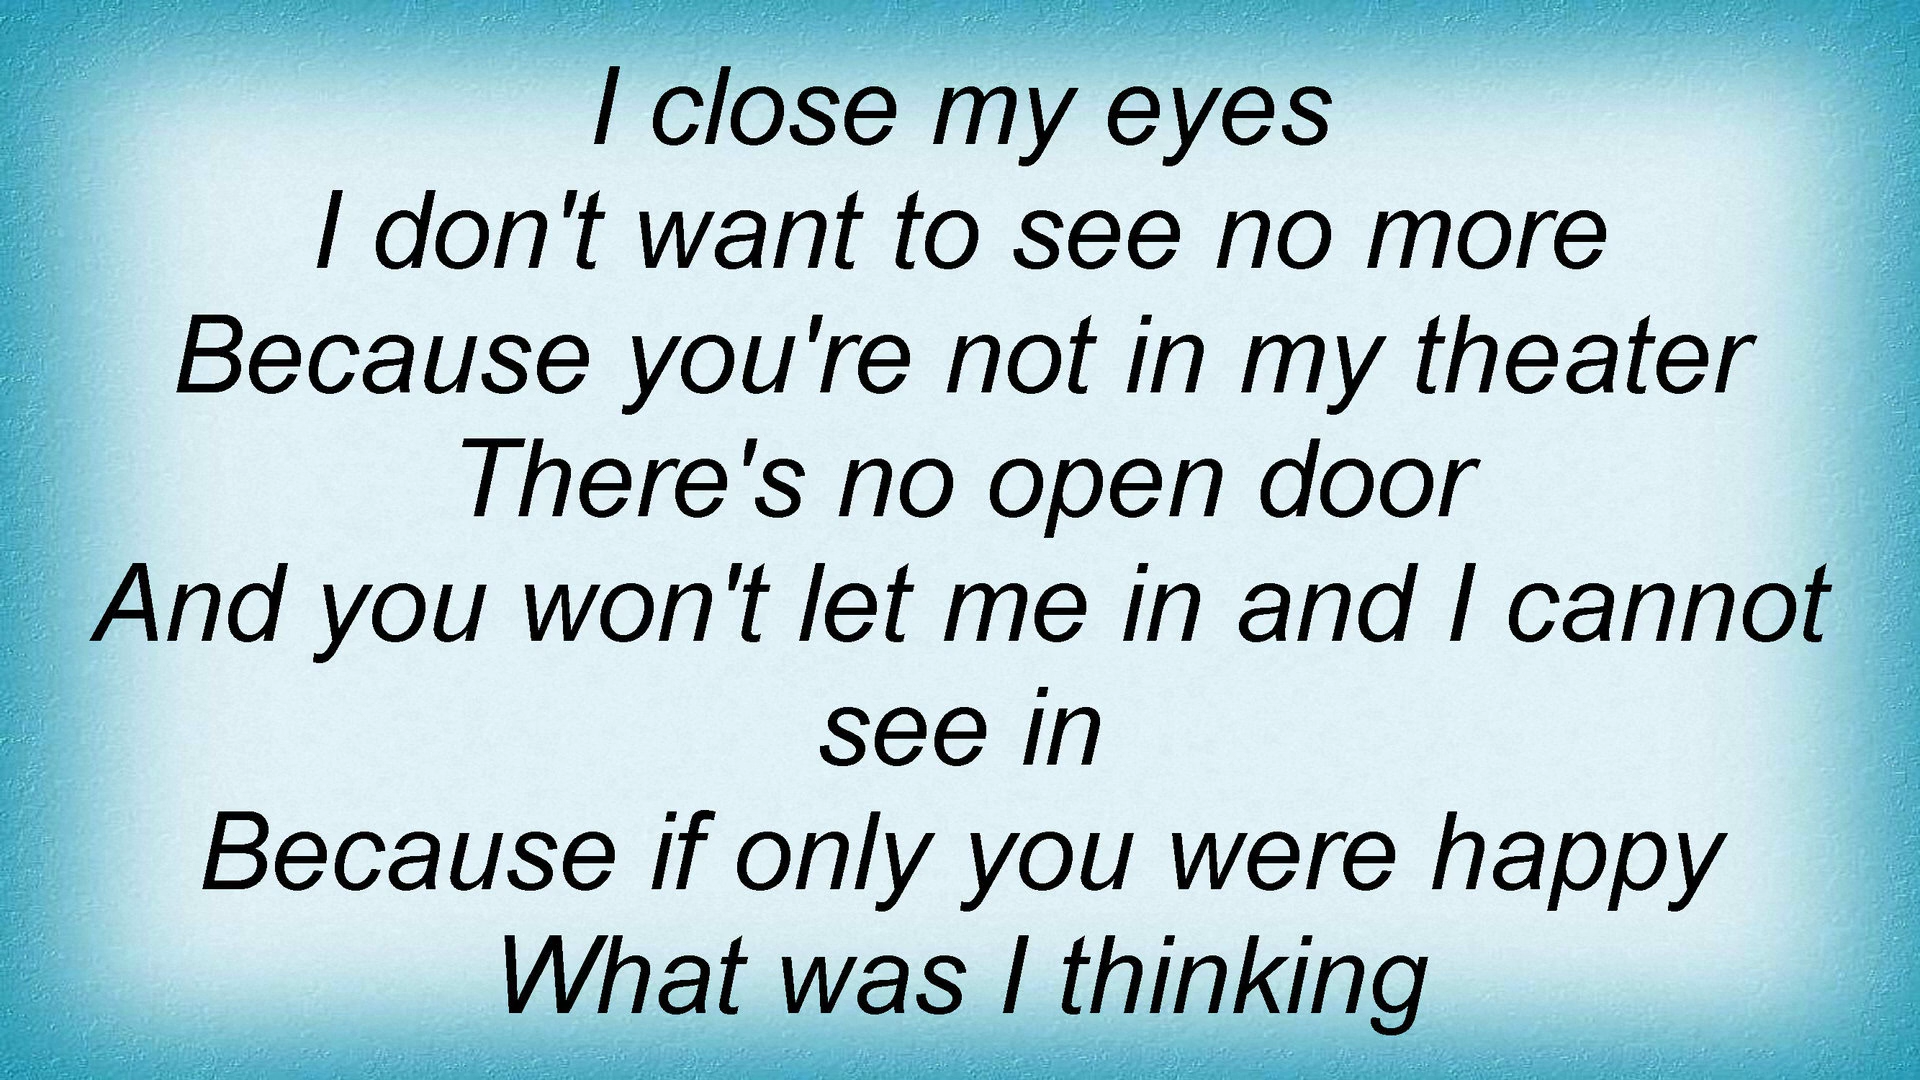 I close my eyes
I don't want to see no more
Because you're not in my theater
There's no open door
And you won't let me in and I cannot
see in
Because if only you were happy
What was I thinking